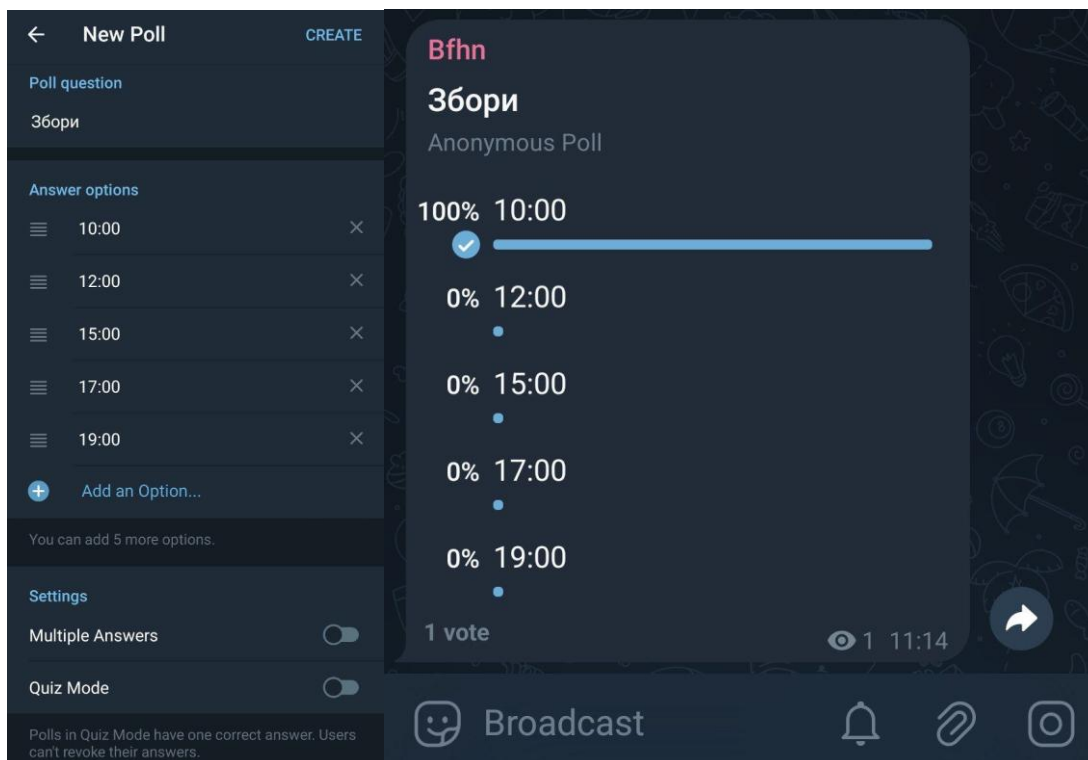 New Poll
CREATE
Poll question
Збори
Answer options
10:00
12:00
15:00
17:00
19:00
Add an Option...
You can add 5 more options.
Settings
Multiple Answers
Quiz Mode
Polls in Quiz Mode have one correct answer. Users
can't revoke their answers.
Bfhn
Збори
Anonymous Poll
100% 10:00
0% 12:00
0% 15:00
0% 17:00
0% 19:00
1 vote
1 11:14
Broadcast